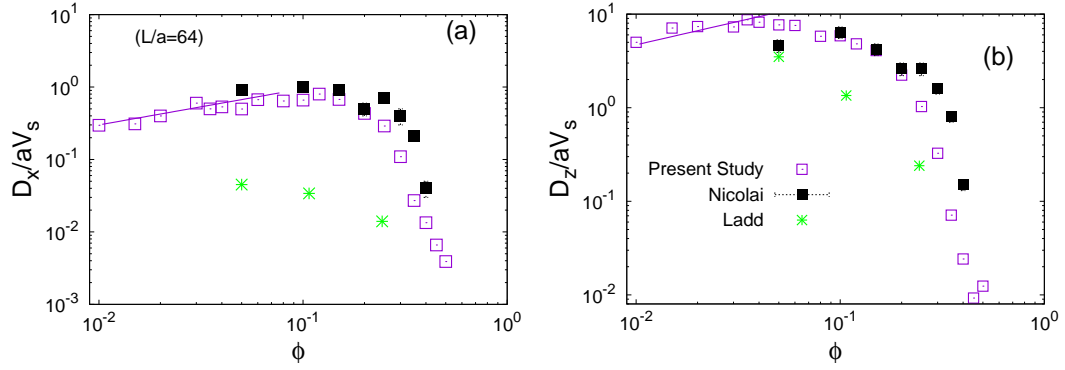 (L/a=64)
(a)
D_x/aV_s
10^1
10^0
10^-1
10^-2
10^-3
10^-2
10^-1
10^0
ϕ
(b)
D_z/aV_s
10^1
10^0
10^-1
10^-2
Present Study
Nicolai
Ladd
10^-2
10^-1
10^0
ϕ